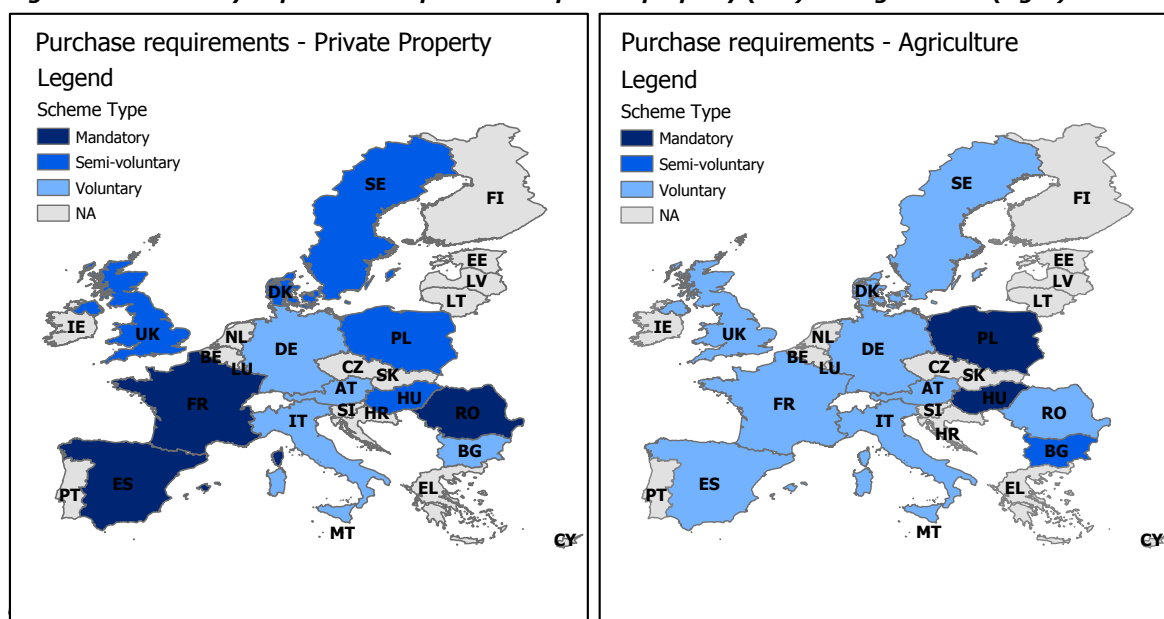 Purchase requirements - Private Property
Legend
Scheme Type
Mandatory
Semi-voluntary
Voluntary
NA
SE
FI
EE
LV
LT
DK
IE
UK
NL
BE
LU
DE
PL
CZ
SK
AT
HU
FR
SI
HR
RO
IT
BG
PT
ES
EL
MT
CY
Purchase requirements - Agriculture
Legend
Scheme Type
Mandatory
Semi-voluntary
Voluntary
NA
SE
FI
EE
LV
LT
DK
IE
UK
NL
BE
LU
DE
PL
CZ
SK
AT
HU
FR
SI
HR
RO
IT
BG
PT
ES
EL
MT
CY